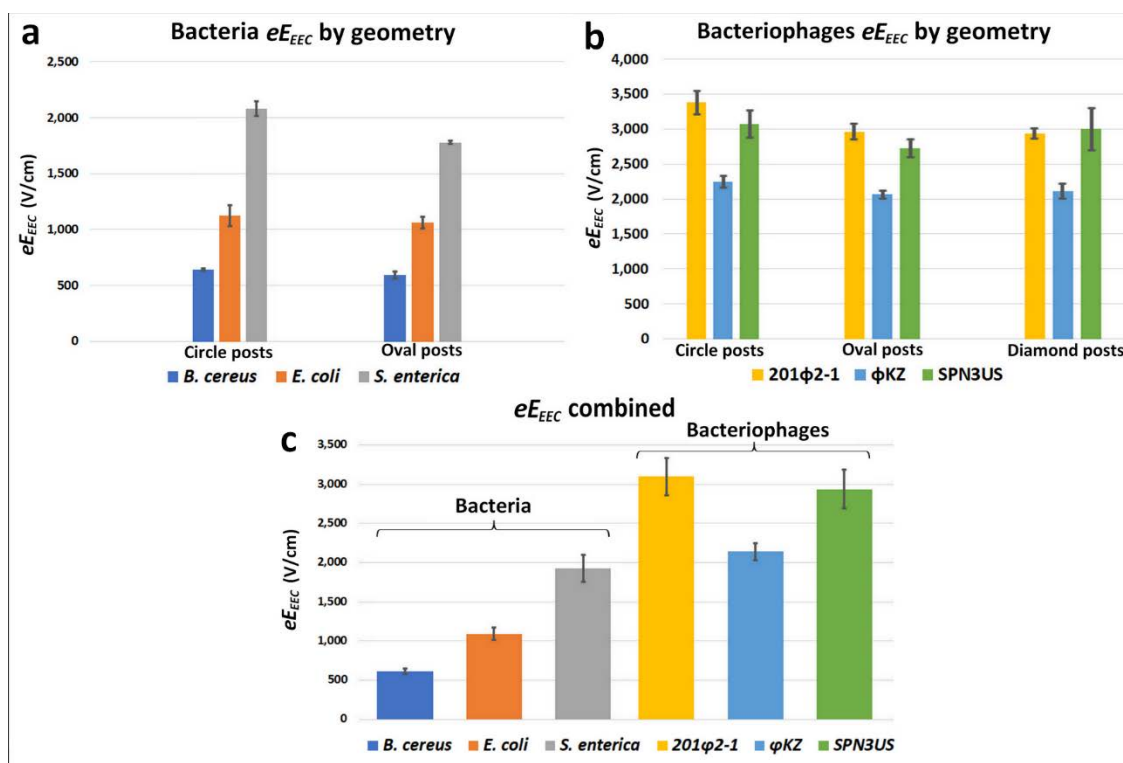 a
Bacteria eE_EEC by geometry
eE_EEC (V/cm)
2,500
2,000
1,500
1,000
500
0
Circle posts
Oval posts
B. cereus
E. coli
S. enterica
b
Bacteriophages eE_EEC by geometry
eE_EEC (V/cm)
4,000
3,500
3,000
2,500
2,000
1,500
1,000
500
0
Circle posts
Oval posts
Diamond posts
201φ2-1
φKZ
SPN3US
c
eE_EEC combined
eE_EEC (V/cm)
3,500
3,000
2,500
2,000
1,500
1,000
500
0
Bacteria
Bacteriophages
B. cereus
E. coli
S. enterica
201φ2-1
φKZ
SPN3US